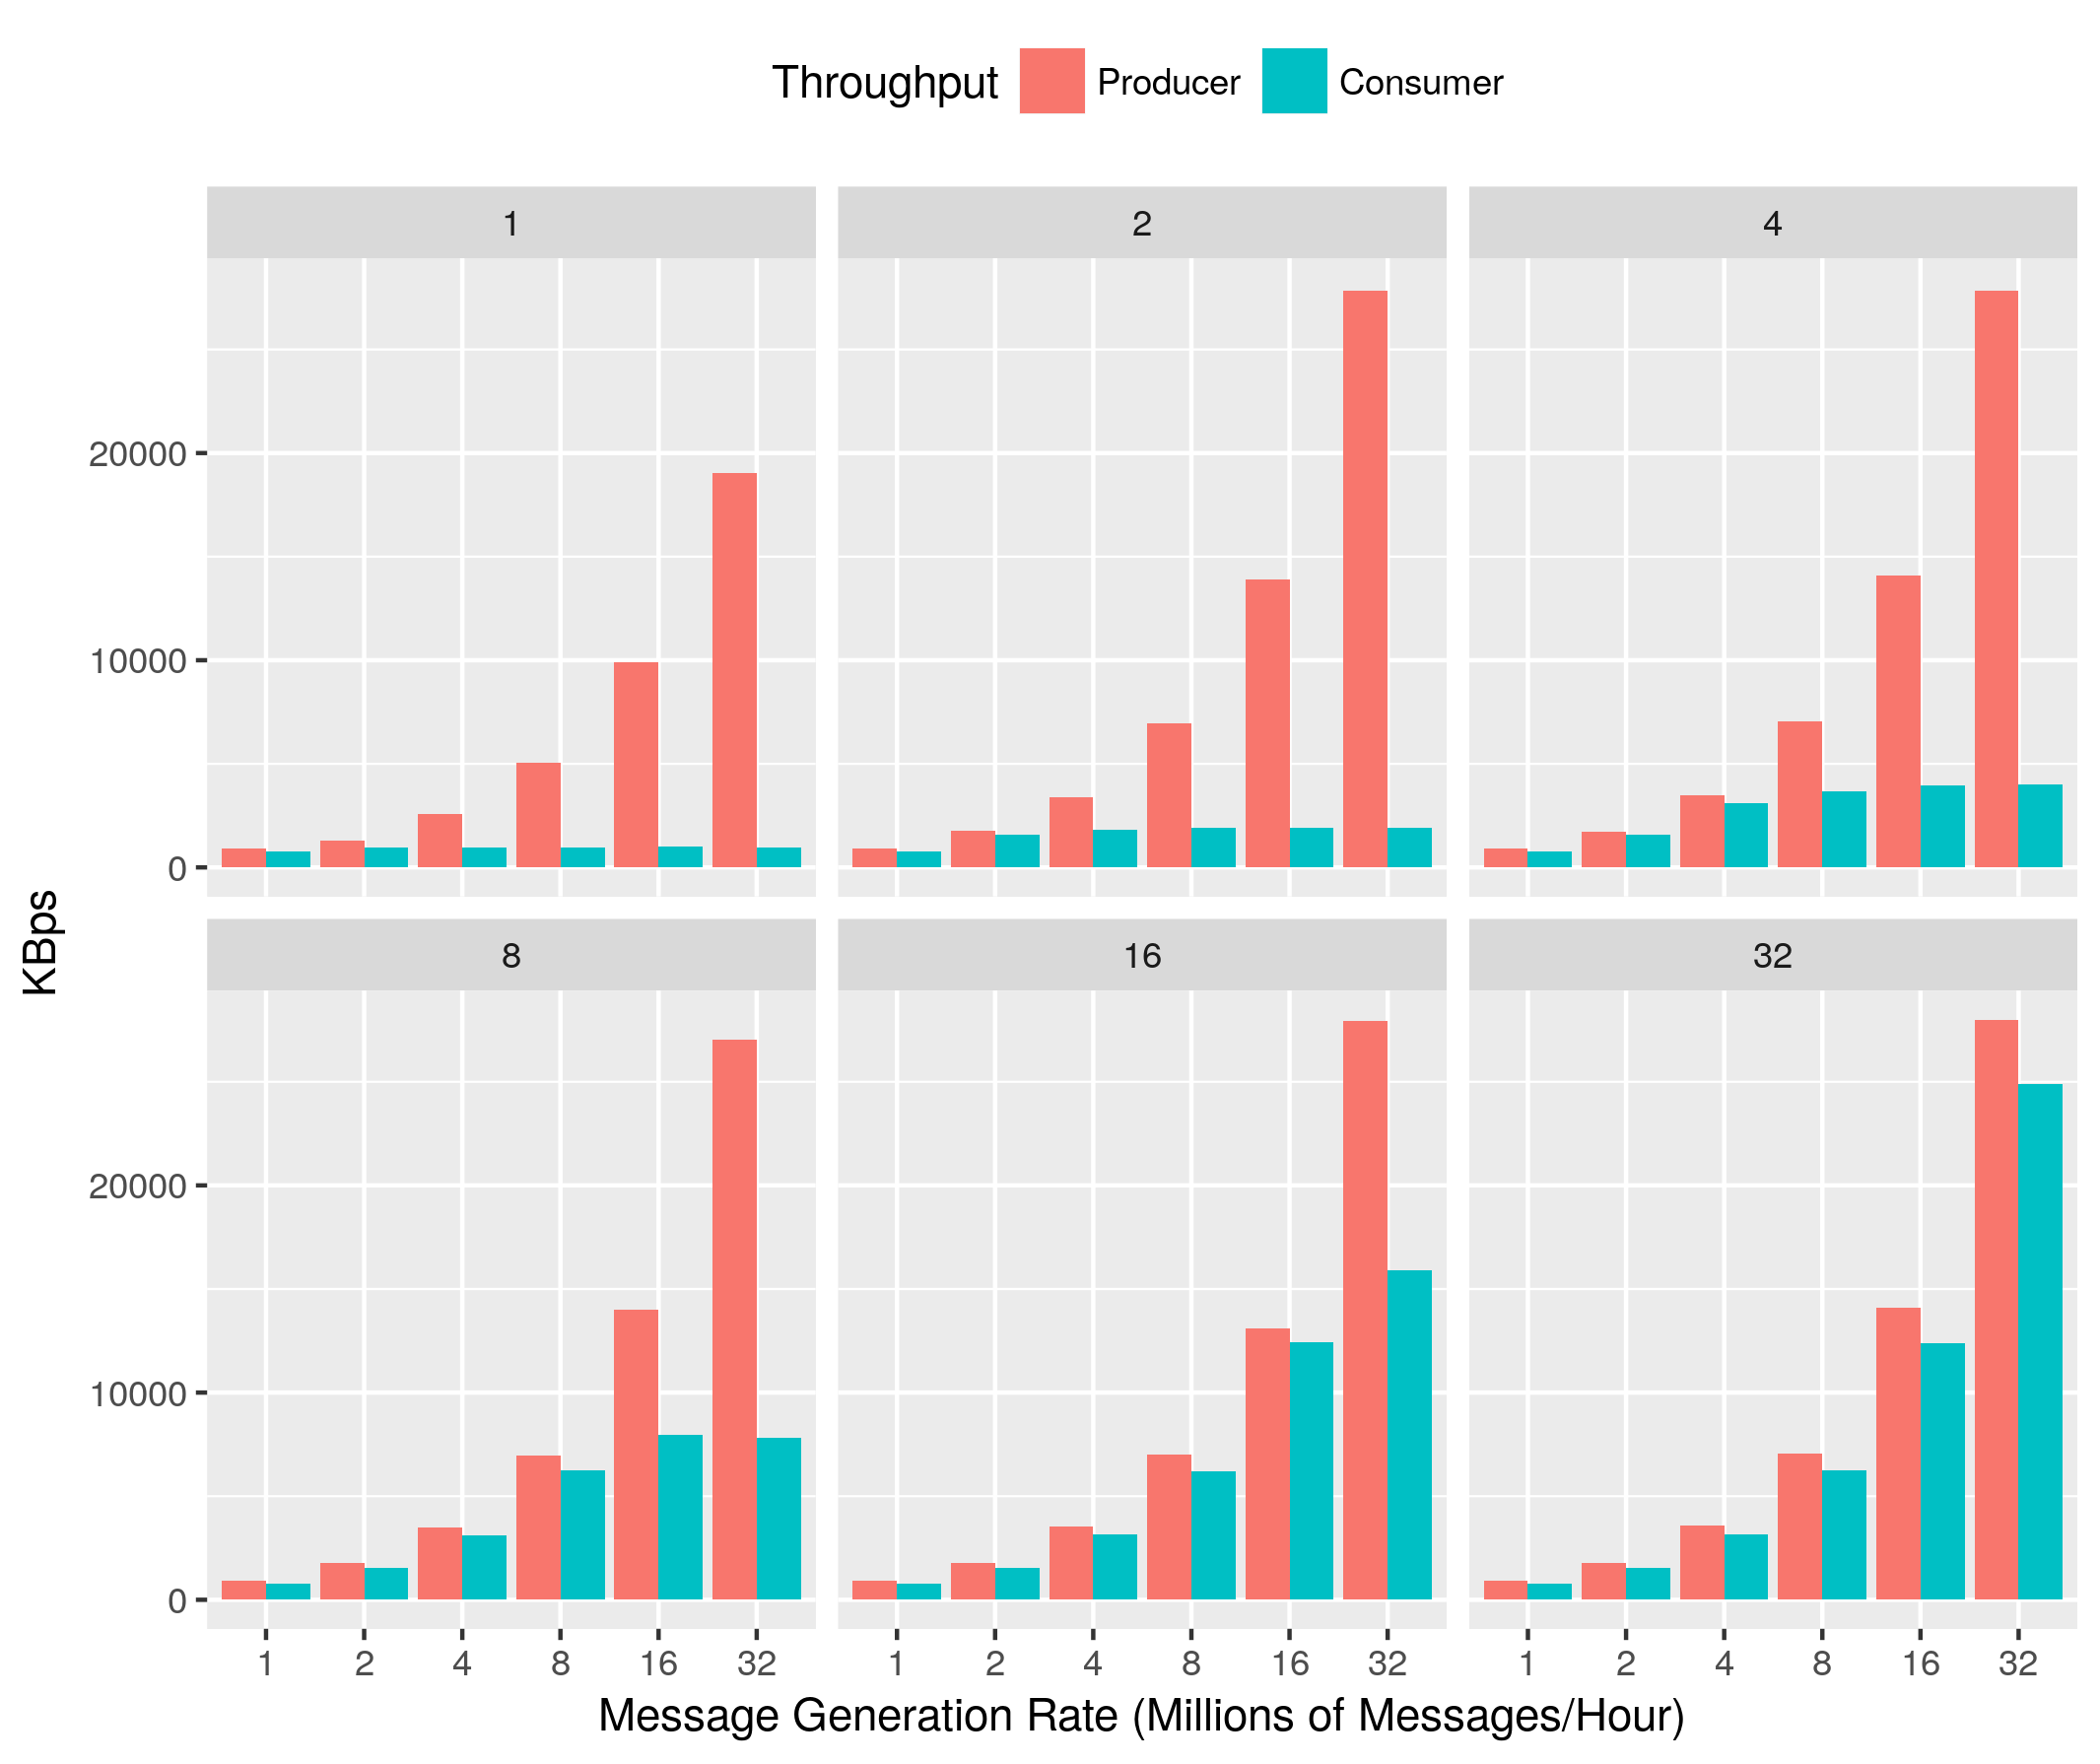 Throughput Producer Consumer
1 2 4
20000
10000
0
KBps
8 16 32
20000
10000
0
1 2 4 8 16 32 1 2 4 8 16 32 1 2 4 8 16 32
Message Generation Rate (Millions of Messages/Hour)